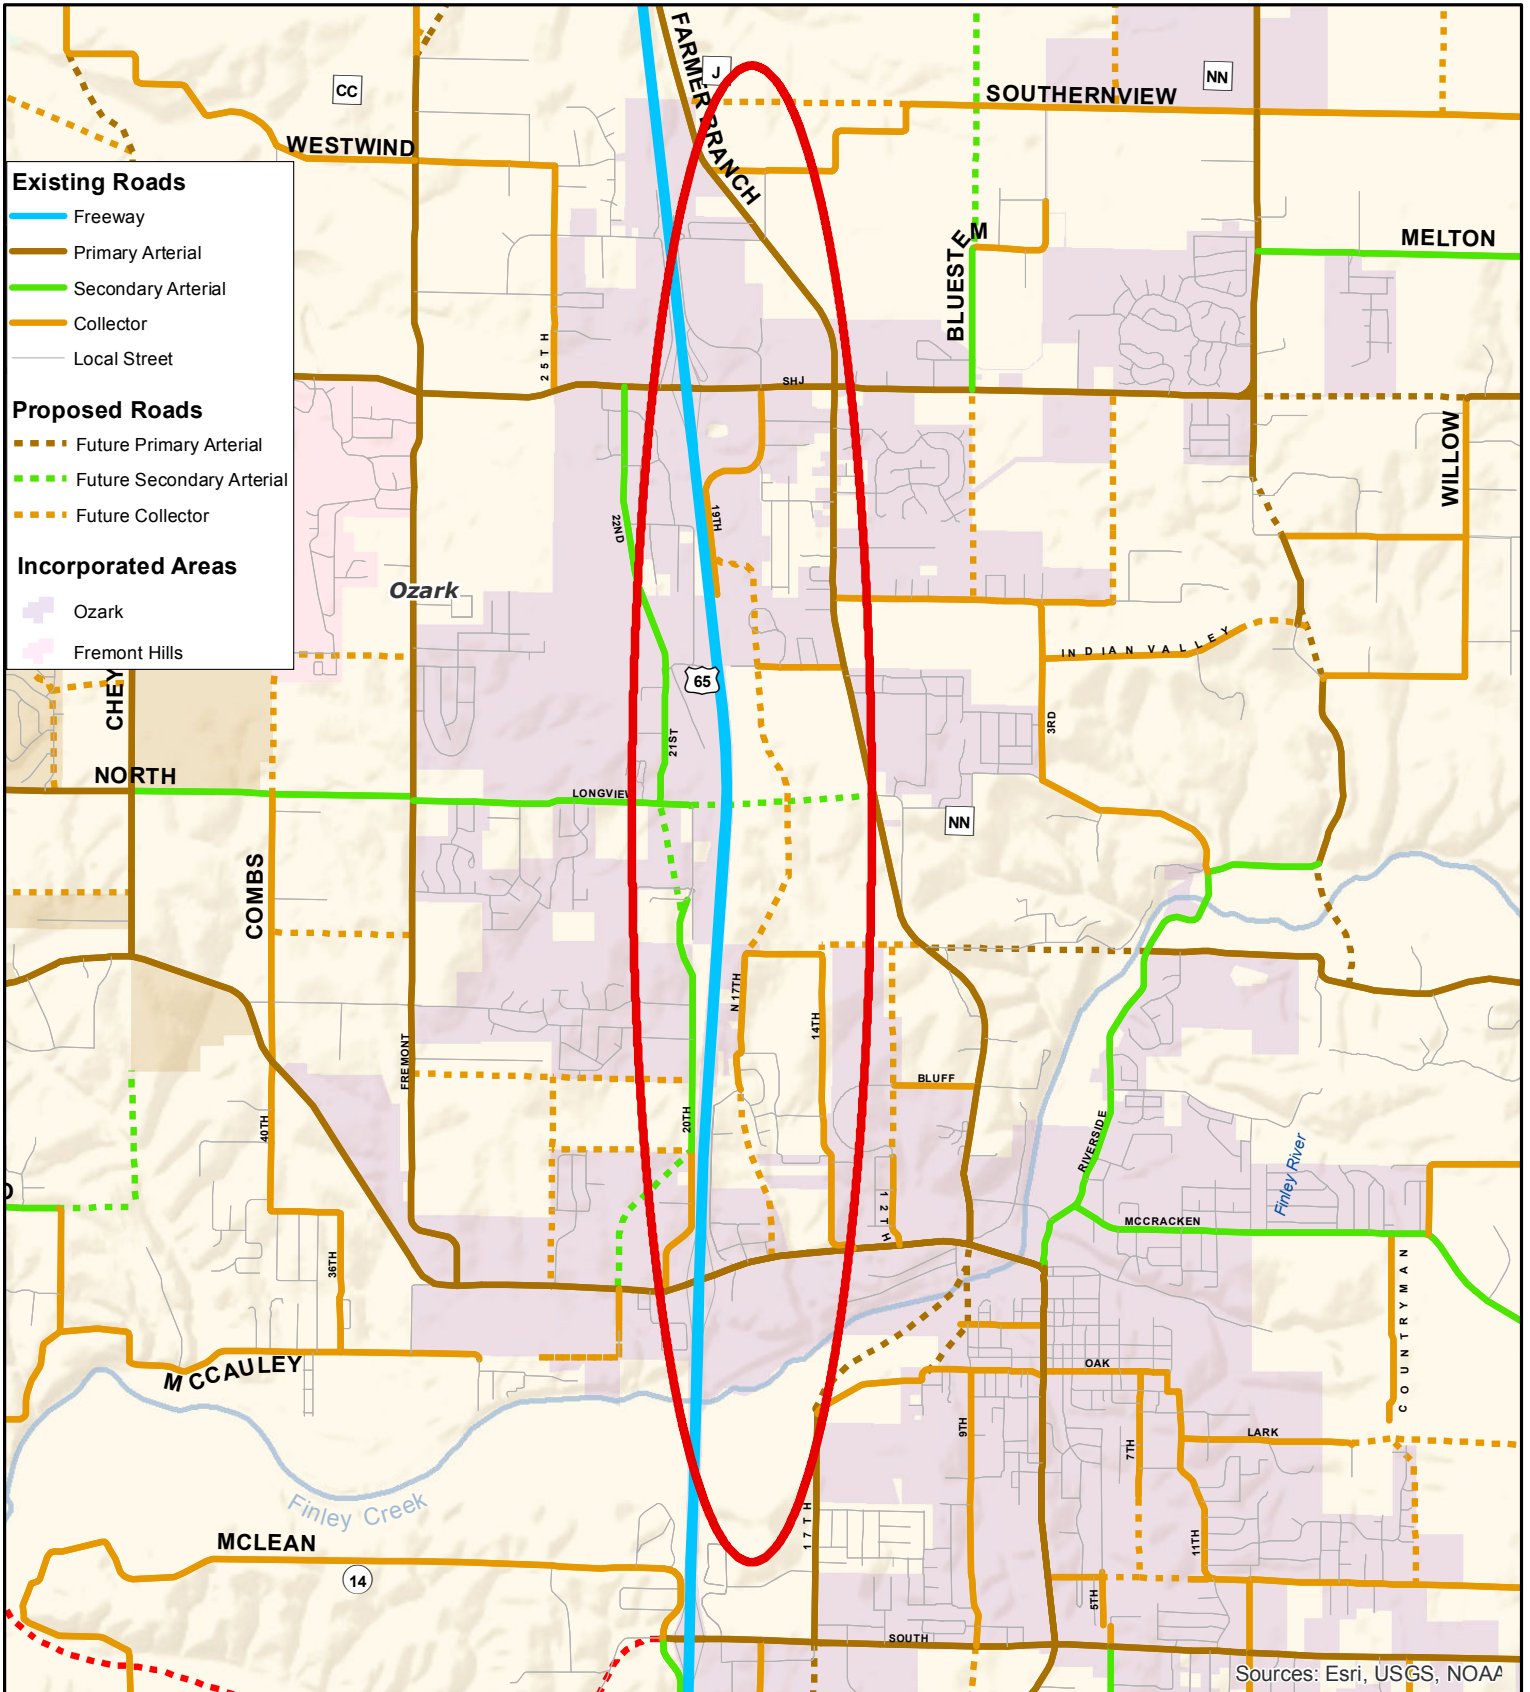 FARMER BRANCH
J
CC
NN
SOUTHERNVIEW
WESTWIND
Existing Roads
Freeway
Primary Arterial
Secondary Arterial
Collector
Local Street
Proposed Roads
Future Primary Arterial
Future Secondary Arterial
Future Collector
Incorporated Areas
Ozark
Fremont Hills
BLUESTEM
MELTON
25TH
SHJ
WILLOW
22ND
19TH
Ozark
INDIAN VALLEY
65
CHEY
3RD
21ST
NORTH
LONGVIEW
NN
COMBS
N 17TH
14TH
FREMONT
BLUFF
40TH
20TH
RIVERSIDE
Finley River
12TH
MCCRACKEN
36TH
COUNTRYMAN
MCCAULEY
OAK
9TH
7TH
LARK
Finley Creek
17TH
11TH
MCLEAN
14
5TH
SOUTH
Sources: Esri, USGS, NOAA